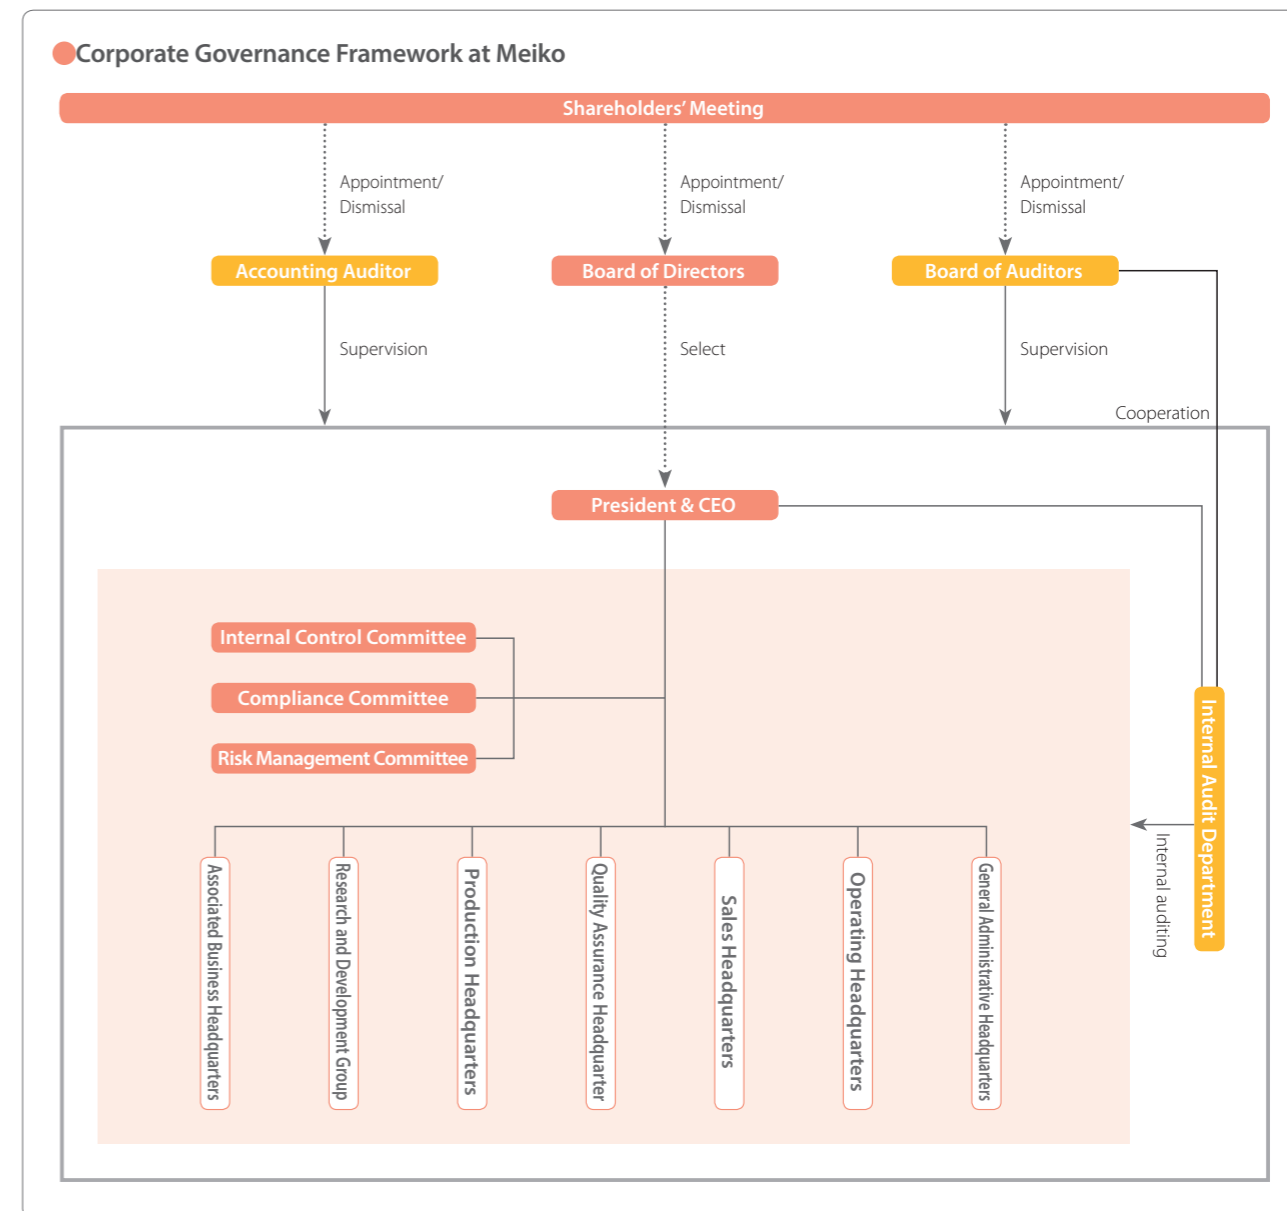 Corporate Governance Framework at Meiko
Shareholders' Meeting
Appointment/
Dismissal
Appointment/
Dismissal
Appointment/
Dismissal
Accounting Auditor
Board of Directors
Board of Auditors
Supervision
Select
Supervision
Cooperation
President & CEO
Internal Control Committee
Compliance Committee
Risk Management Committee
Internal Audit Department
Internal auditing
Associated Business Headquarters
Research and Development Group
Production Headquarters
Quality Assurance Headquarter
Sales Headquarters
Operating Headquarters
General Administrative Headquarters